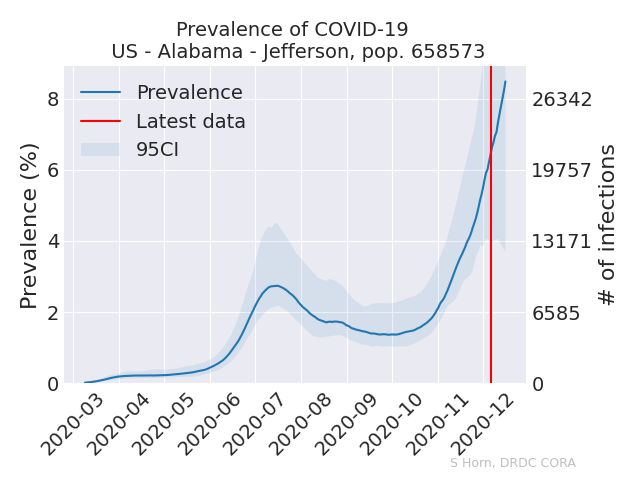 Prevalence of COVID-19
US - Alabama - Jefferson, pop. 658573
Prevalence
Latest data
95CI
Prevalence (%)
8
6
4
2
0
26342
19757
13171
6585
0
# of infections
2020-03
2020-04
2020-05
2020-06
2020-07
2020-08
2020-09
2020-10
2020-11
2020-12
S Horn, DRDC CORA